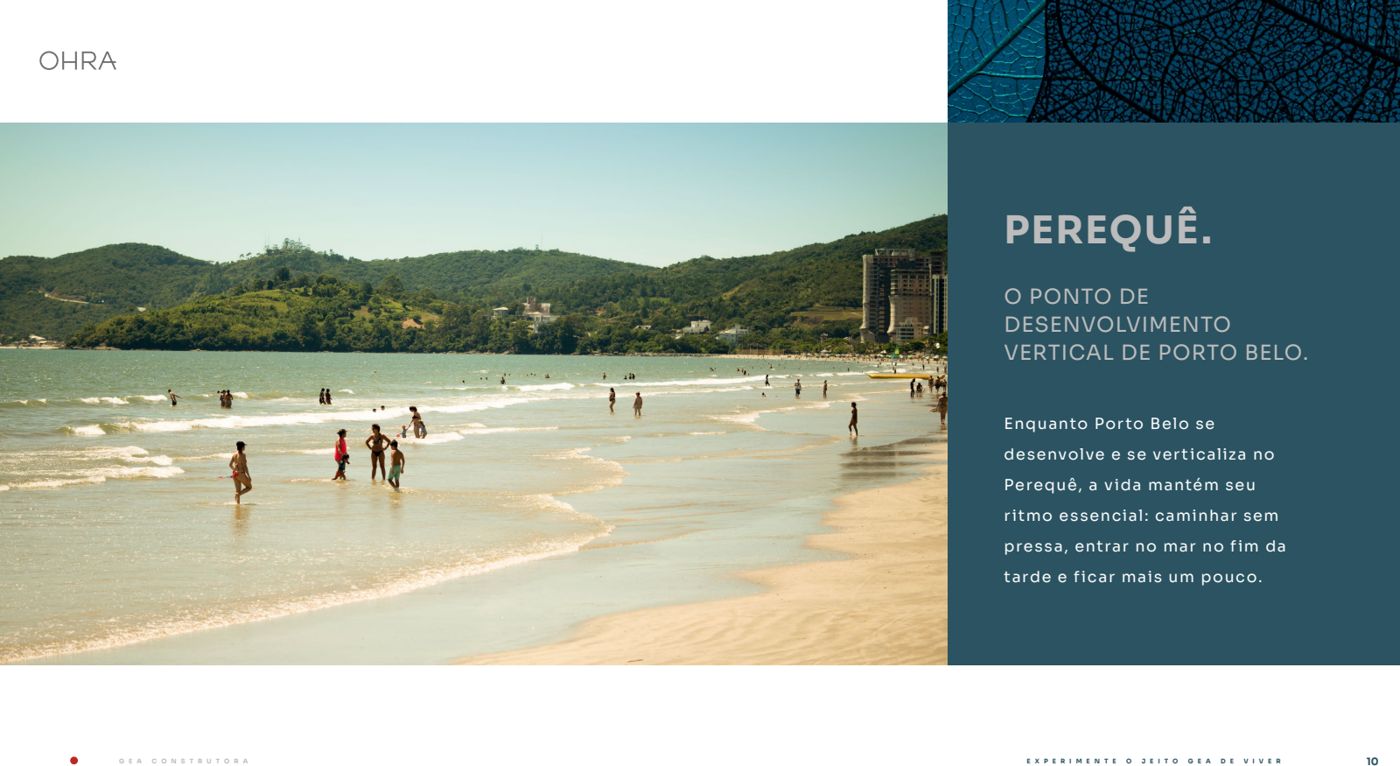 OHRA
PEREQUÊ.
O PONTO DE
DESENVOLVIMENTO
VERTICAL DE PORTO BELO.
Enquanto Porto Belo se
desenvolve e se verticaliza no
Perequê, a vida mantém seu
ritmo essencial: caminhar sem
pressa, entrar no mar no fim da
tarde e ficar mais um pouco.
GEA CONSTRUTORA
EXPERIMENTE O JEITO GEA DE VIVER
10